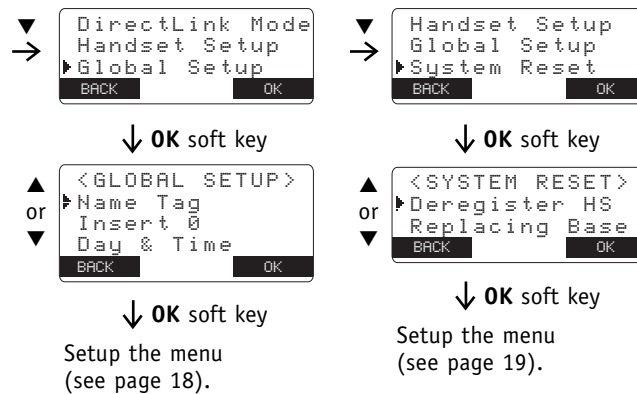 DirectLink Mode
Handset Setup
Global Setup
BACK OK
OK soft key
or
<GLOBAL SETUP>
Name Tag
Insert 0
Day & Time
BACK OK
OK soft key
Setup the menu
(see page 18).
Handset Setup
Global Setup
System Reset
BACK OK
OK soft key
or
<SYSTEM RESET>
Deregister HS
Replacing Base
BACK OK
OK soft key
Setup the menu
(see page 19).